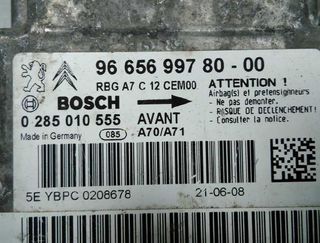 96 656 997 80 - 00
RBG A7 C 12 CEM00
ATTENTION !
Airbag(s) et pretensionneurs
- Ne pas demonter.
- RISQUE DE DECLENCHEMENT!
Consulter la notice.
BOSCH
0 285 010 555 AVANT
Made in Germany 085 A70/A71
5E YBPC 0208678 21-06-08